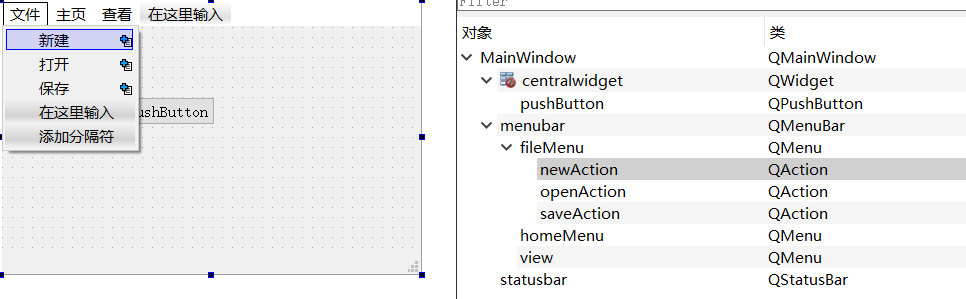 文件 主页 查看 在这里输入
新建
打开
保存
在这里输入
添加分隔符
ushButton
Filter
对象 类
MainWindow QMainWindow
centralwidget QWidget
pushButton QPushButton
menubar QMenuBar
fileMenu QMenu
newAction QAction
openAction QAction
saveAction QAction
homeMenu QMenu
view QMenu
statusbar QStatusBar